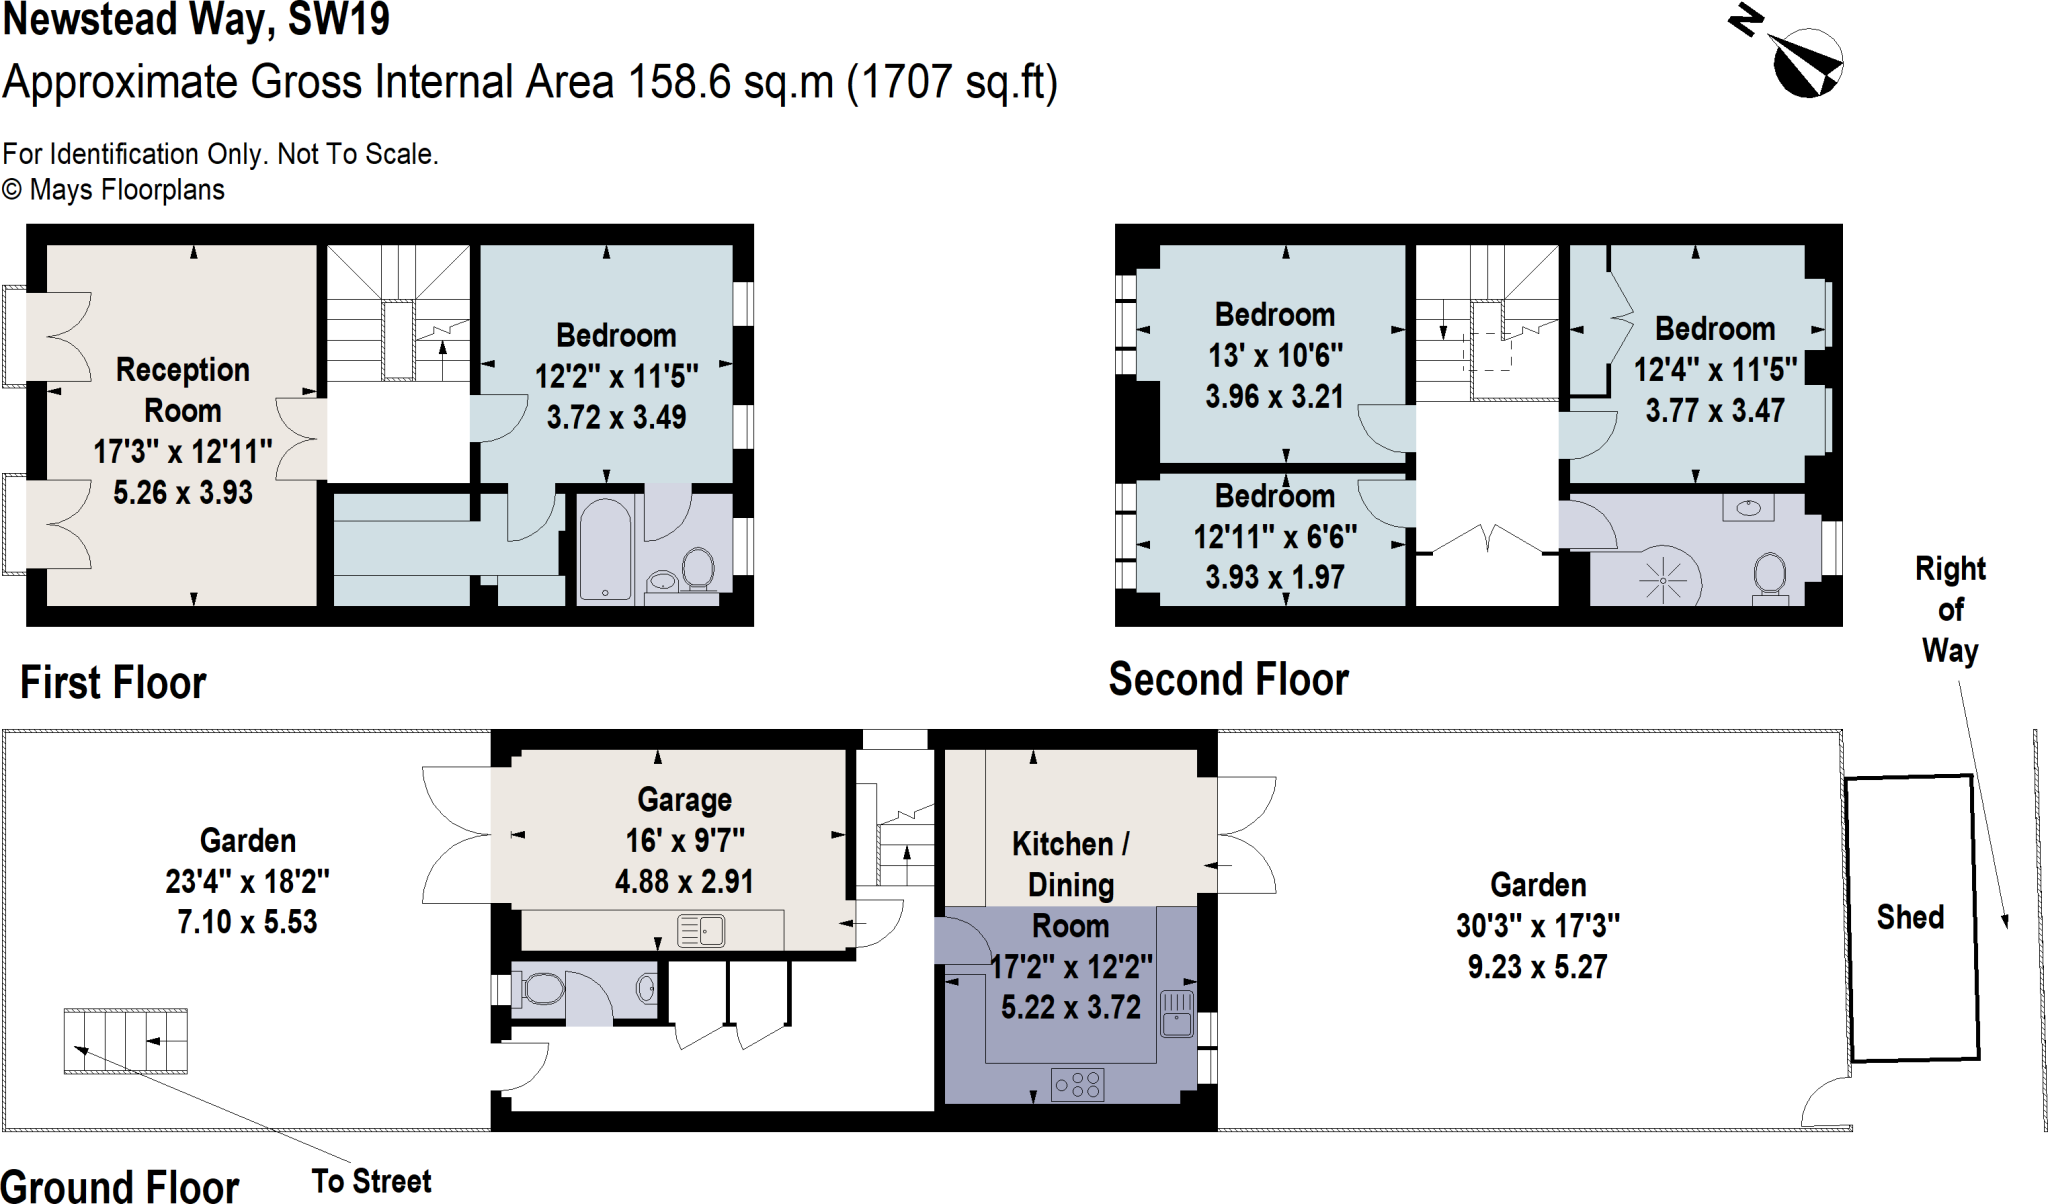 Newstead Way, SW19
Approximate Gross Internal Area 158.6 sq.m (1707 sq.ft)
For Identification Only. Not To Scale.
© Mays Floorplans
N
Reception
Room
17'3" x 12'11"
5.26 x 3.93
Bedroom
12'2" x 11'5"
3.72 x 3.49
First Floor
Bedroom
13' x 10'6"
3.96 x 3.21
Bedroom
12'4" x 11'5"
3.77 x 3.47
Bedroom
12'11" x 6'6"
3.93 x 1.97
Second Floor
Right
of
Way
Garden
23'4" x 18'2"
7.10 x 5.53
Garage
16' x 9'7"
4.88 x 2.91
Kitchen /
Dining
Room
17'2" x 12'2"
5.22 x 3.72
Garden
30'3" x 17'3"
9.23 x 5.27
Shed
To Street
Ground Floor